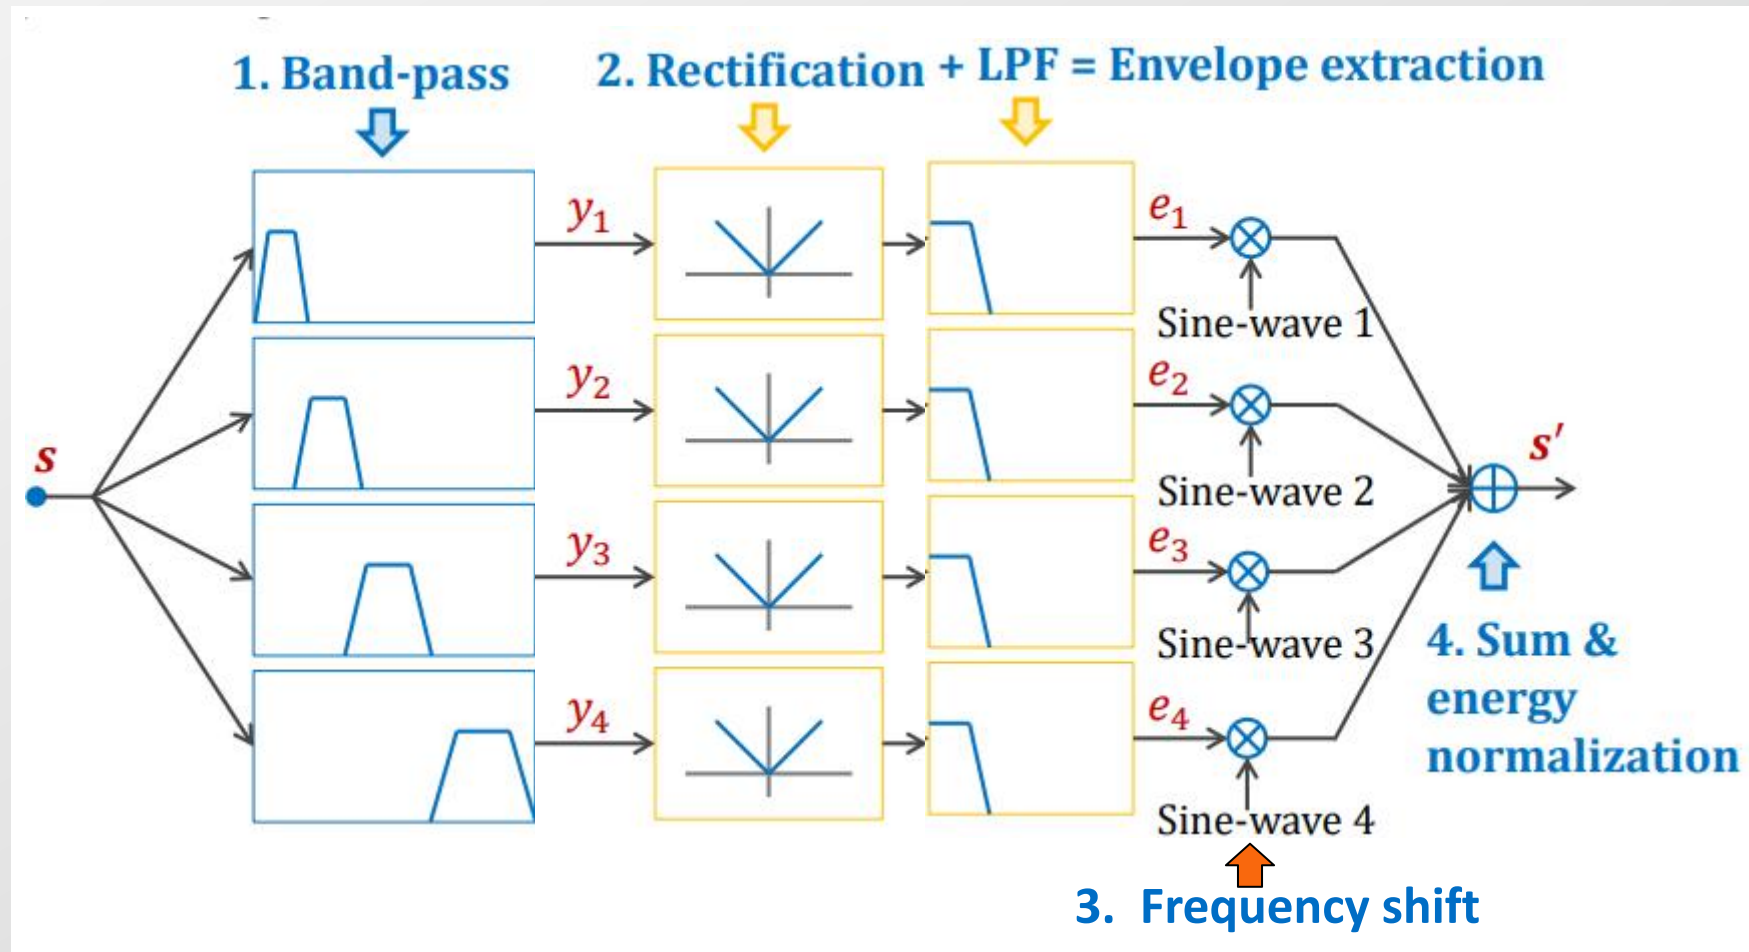 1. Band-pass
2. Rectification + LPF = Envelope extraction
y₁
e₁
Sine-wave 1
y₂
e₂
Sine-wave 2
s
s′
y₃
e₃
Sine-wave 3
4. Sum &
energy
normalization
y₄
e₄
Sine-wave 4
3. Frequency shift